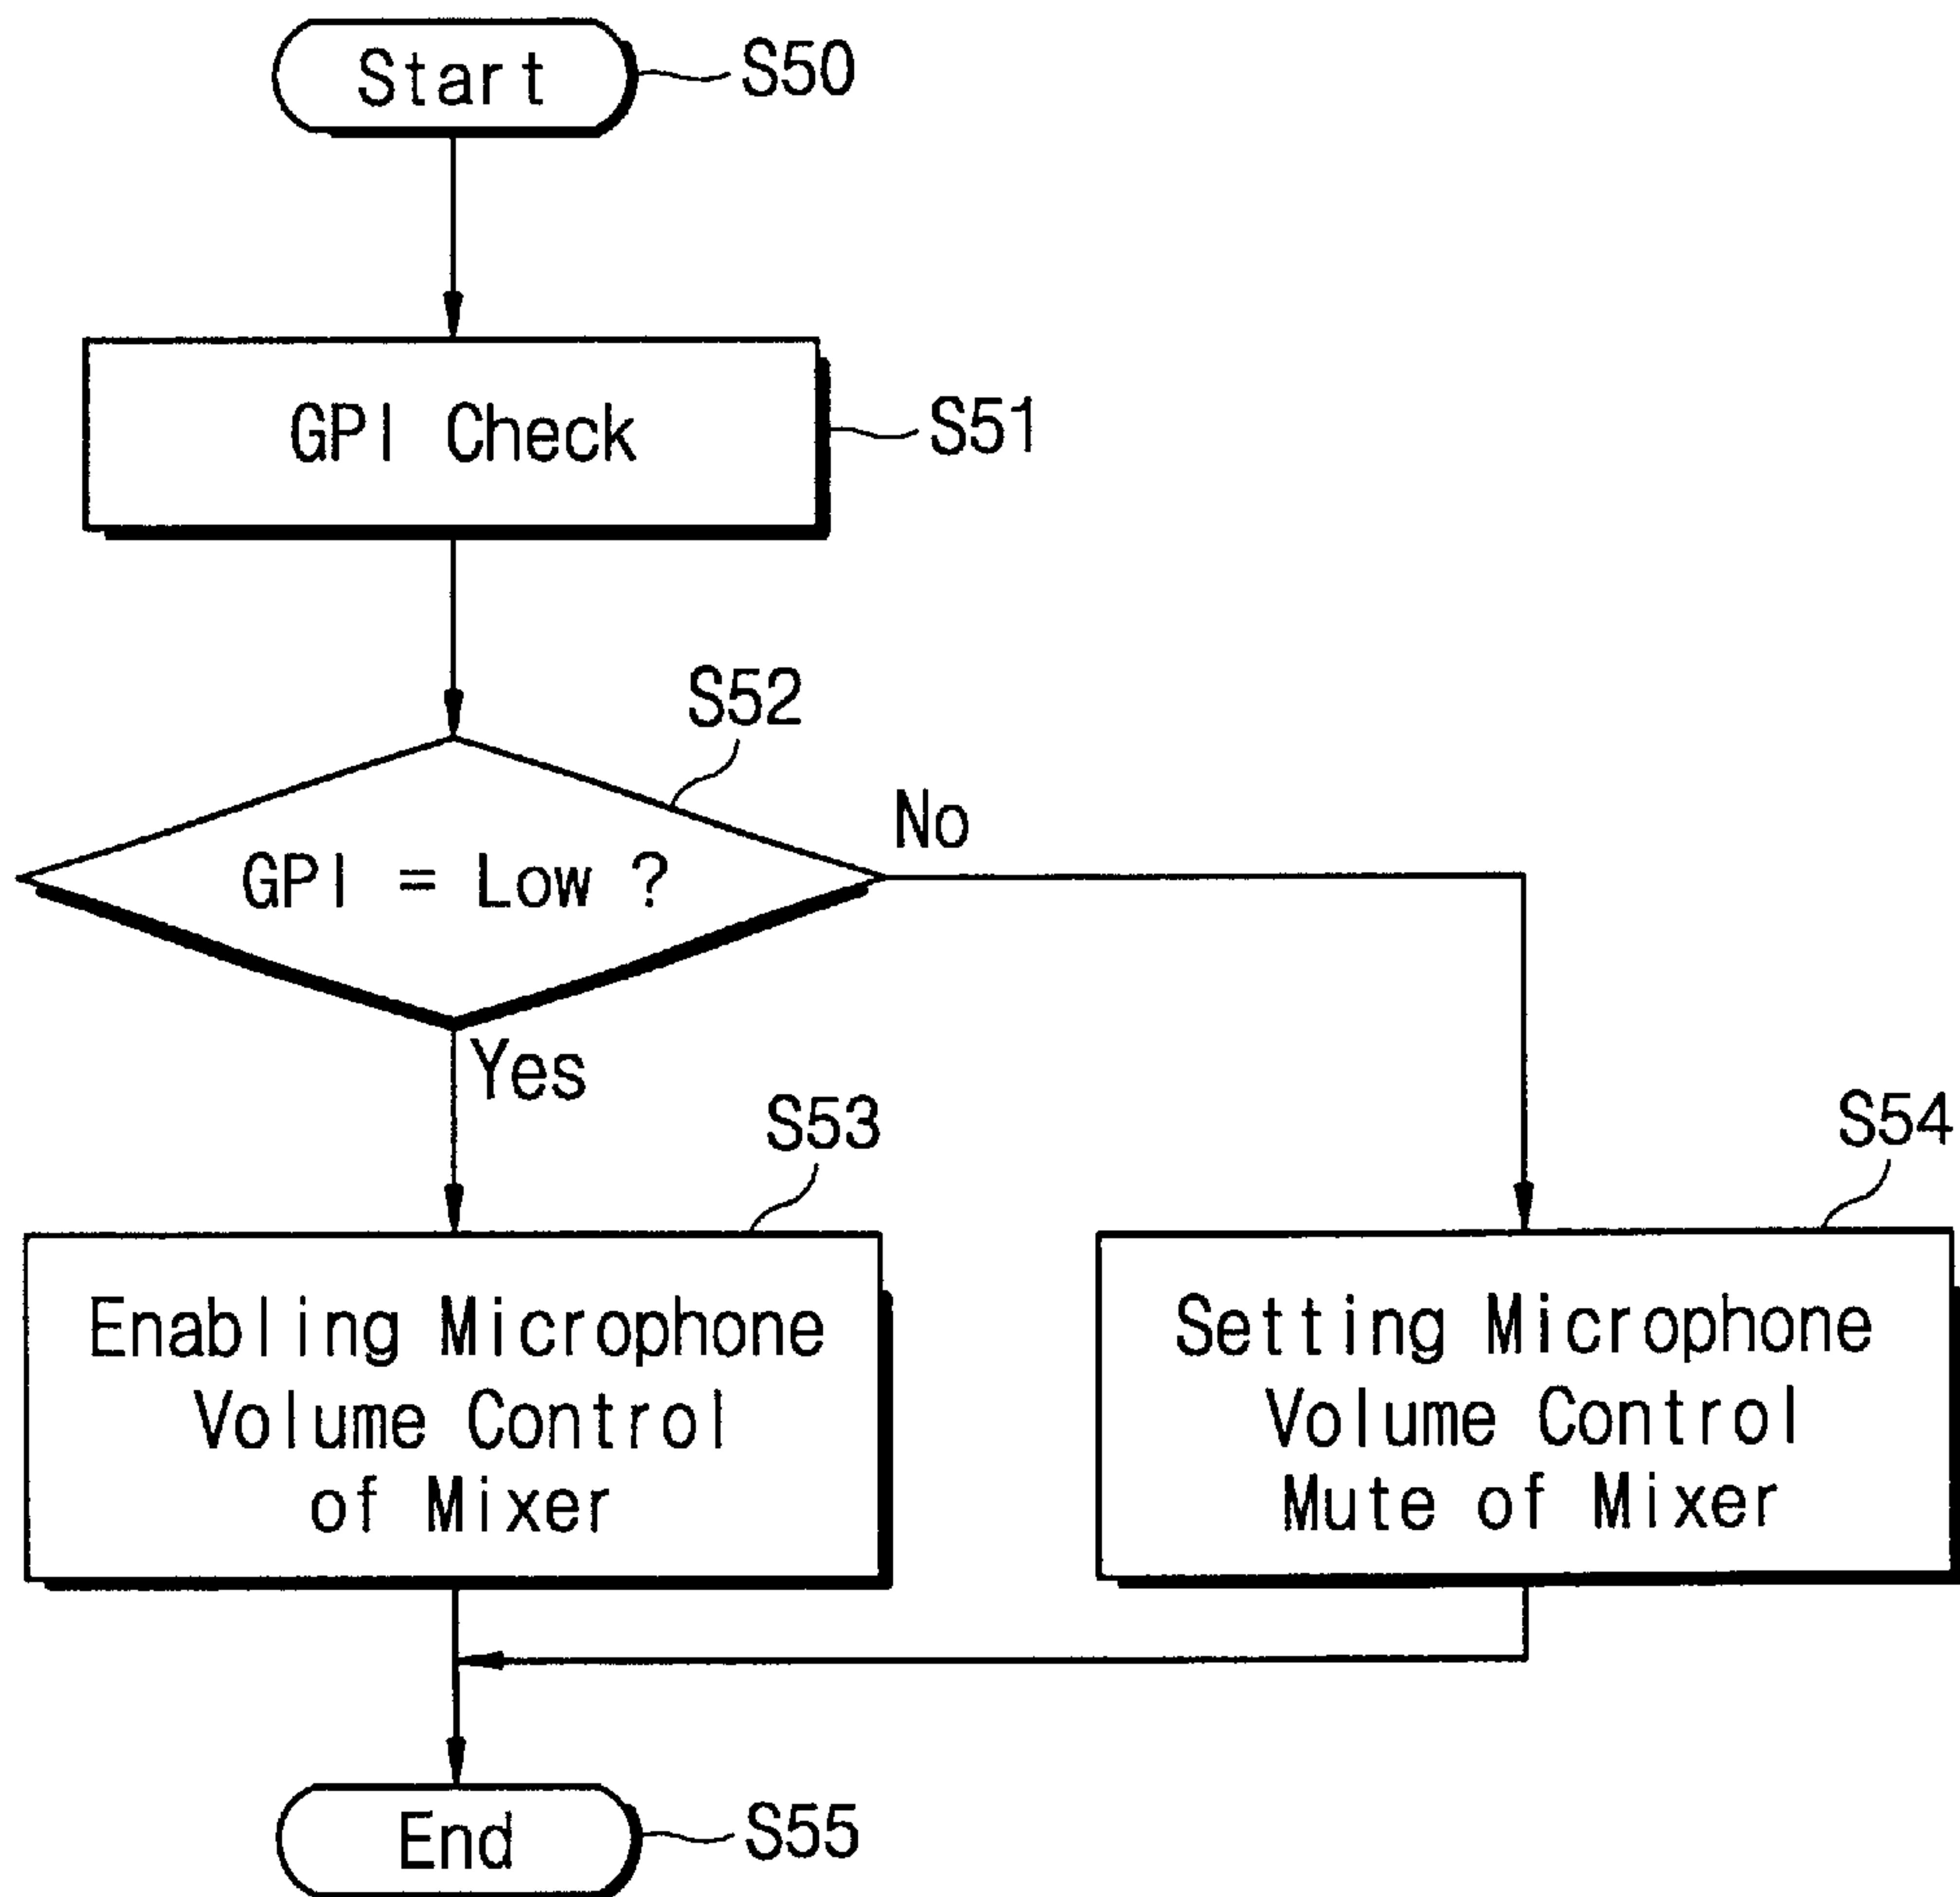 Start
S50
GPI Check
S51
S52
GPI = Low ?
No
Yes
S53
Enabling Microphone
Volume Control
of Mixer
S54
Setting Microphone
Volume Control
Mute of Mixer
End
S55